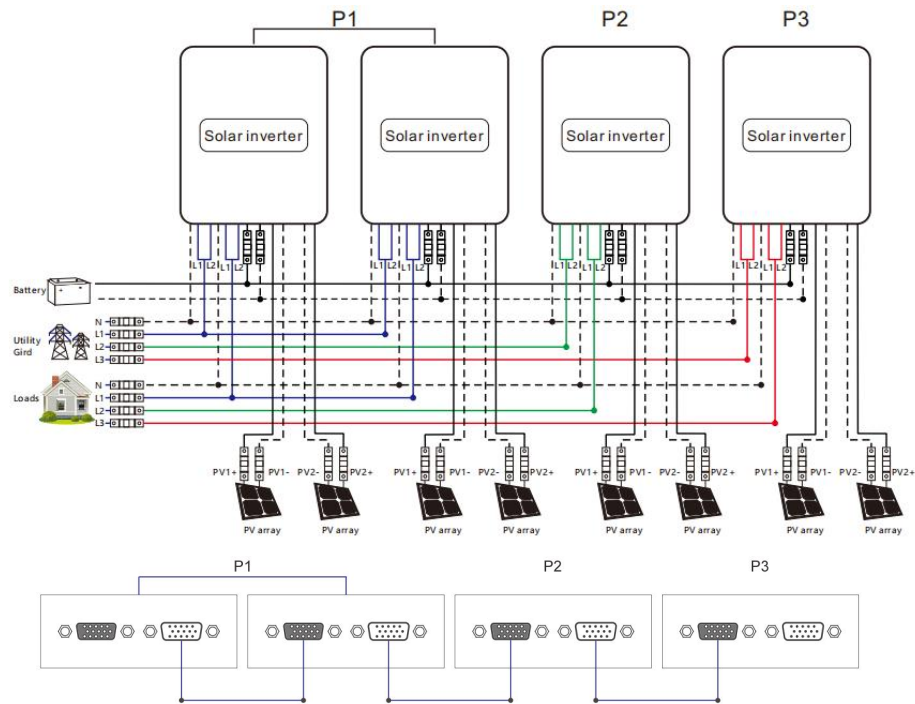 P1 P2 P3
Solar inverter Solar inverter Solar inverter Solar inverter
L1 L2 L1 L2 L1 L2 L1 L2 L1 L2 L1 L2 L1 L2 L1 L2
Battery
N
Utility L1
Gird L2
L3
N
Loads L1
L2
L3
PV1+ PV1- PV2- PV2+ PV1+ PV1- PV2- PV2+ PV1+ PV1- PV2- PV2+ PV1+ PV1- PV2- PV2+
PV array PV array PV array PV array PV array PV array PV array PV array
P1 P2 P3